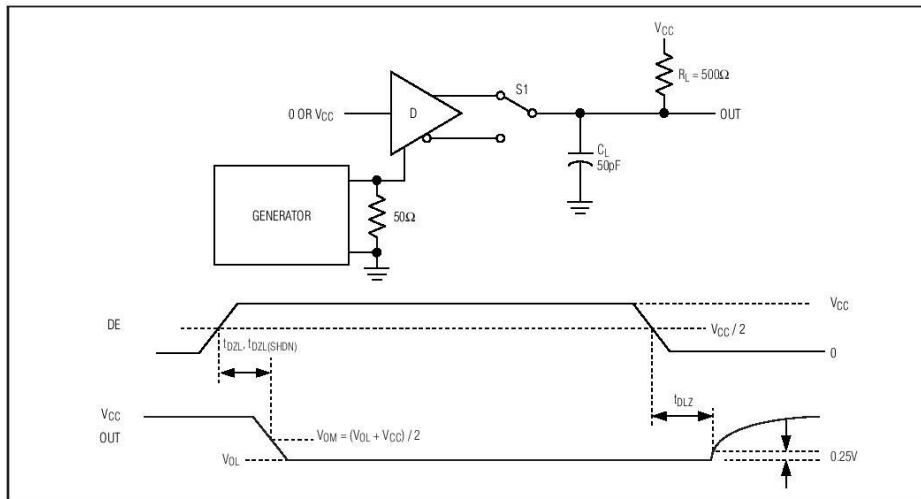 VCC
RL = 500Ω
S1
0 OR VCC
D
OUT
CL
50pF
GENERATOR
50Ω
DE
VCC
VCC / 2
0
tDZL, tDZL(SHDN)
tDLZ
VCC
OUT
VOM = (VOL + VCC) / 2
VOL
0.25V